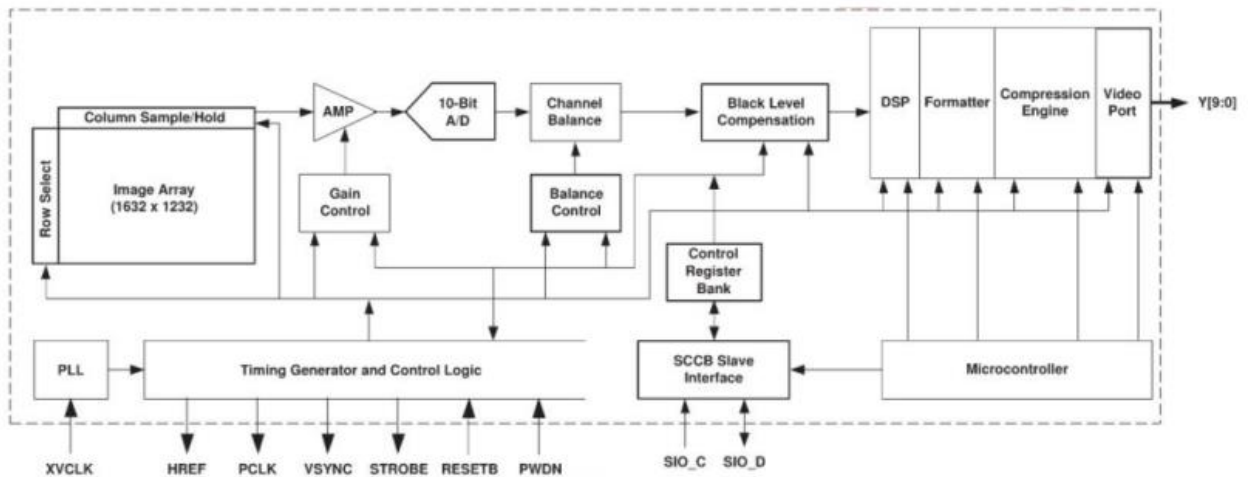 Column Sample/Hold
Row Select
Image Array
(1632 x 1232)
AMP
10-Bit
A/D
Channel
Balance
Black Level
Compensation
DSP
Formatter
Compression
Engine
Video
Port
Y[9:0]
Gain
Control
Balance
Control
Control
Register
Bank
PLL
Timing Generator and Control Logic
SCCB Slave
Interface
Microcontroller
XVCLK
HREF
PCLK
VSYNC
STROBE
RESETB
PWDN
SIO_C
SIO_D